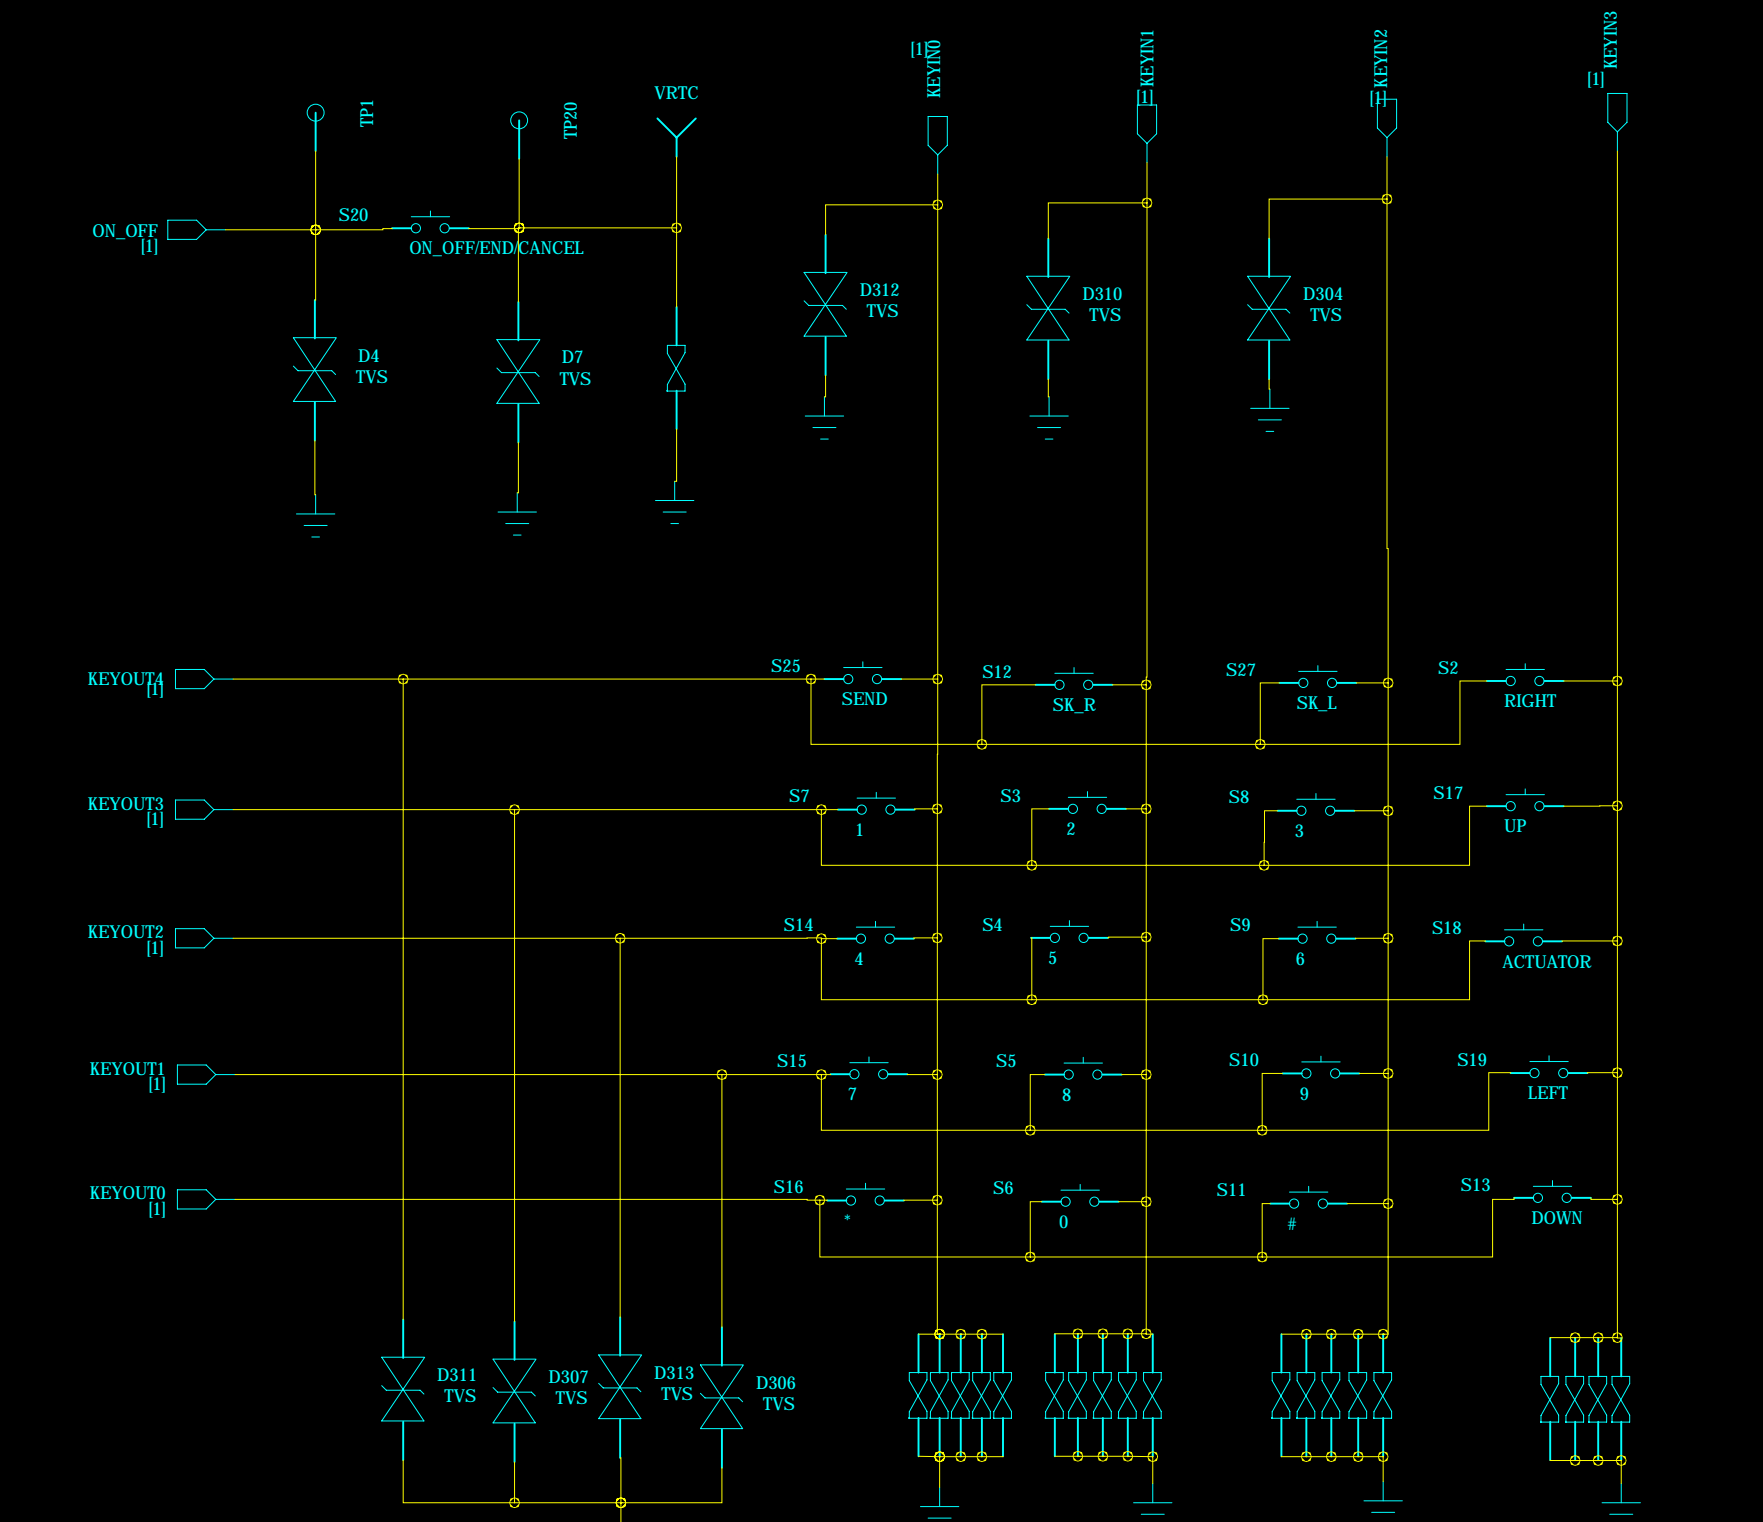 KEYIN3
[1]
KEYIN2
[1]
KEYIN1
[1]
[1]
KEYIN0
VRTC
TP1
TP20
S20
ON_OFF
[1]
ON_OFF/END/CANCEL
D312
TVS
D310
TVS
D304
TVS
D4
TVS
D7
TVS
KEYOUT4
[1]
S25
SEND
S12
SK_R
S27
SK_L
S2
RIGHT
KEYOUT3
[1]
S7
1
S3
2
S8
3
S17
UP
KEYOUT2
[1]
S14
4
S4
5
S9
6
S18
ACTUATOR
KEYOUT1
[1]
S15
7
S5
8
S10
9
S19
LEFT
KEYOUT0
[1]
S16
*
S6
0
S11
#
S13
DOWN
D311
TVS
D307
TVS
D313
TVS
D306
TVS